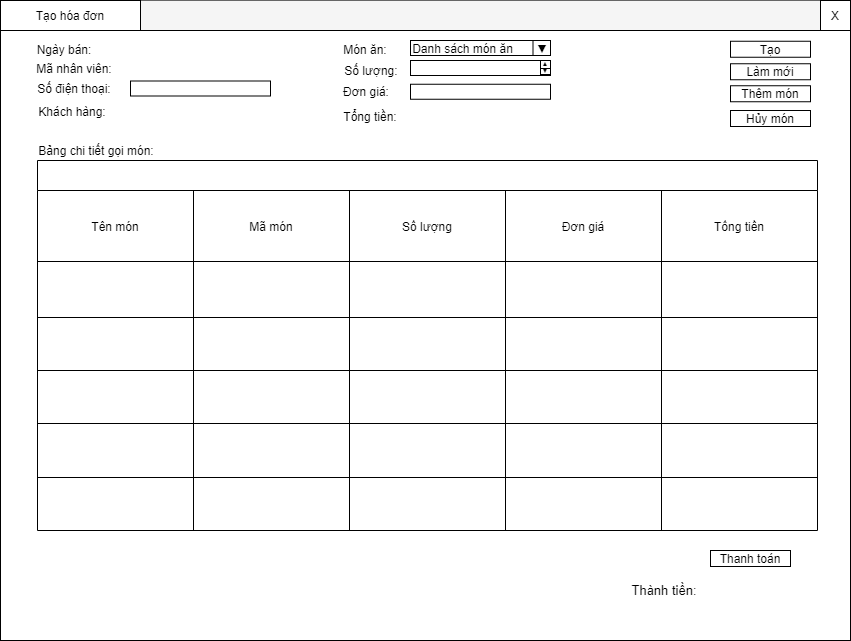 Tạo hóa đơn
X
Ngày bán:
Mã nhân viên:
Số điện thoại:
Khách hàng:
Món ăn:
Danh sách món ăn
Số lượng:
Đơn giá:
Tổng tiền:
Tạo
Làm mới
Thêm món
Hủy món
Bảng chi tiết gọi món:
Tên món
Mã món
Số lượng
Đơn giá
Tổng tiền
Thanh toán
Thành tiền: